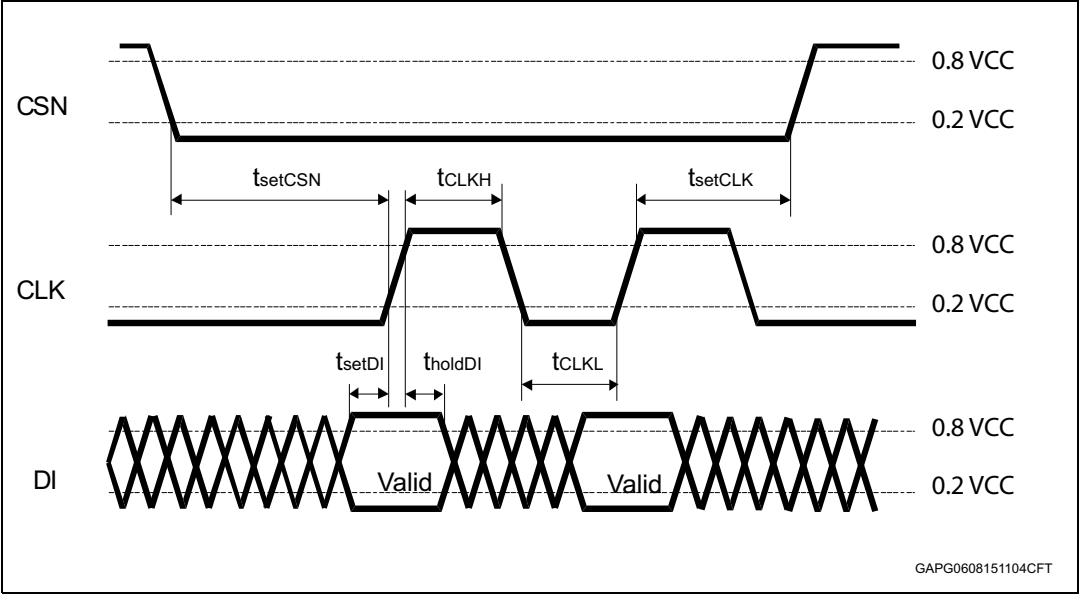 0.8 VCC
CSN
0.2 VCC
tsetCSN
tCLKH
tsetCLK
0.8 VCC
CLK
0.2 VCC
tsetDI
tholdDI
tCLKL
0.8 VCC
DI
Valid
Valid
0.2 VCC
GAPG0608151104CFT